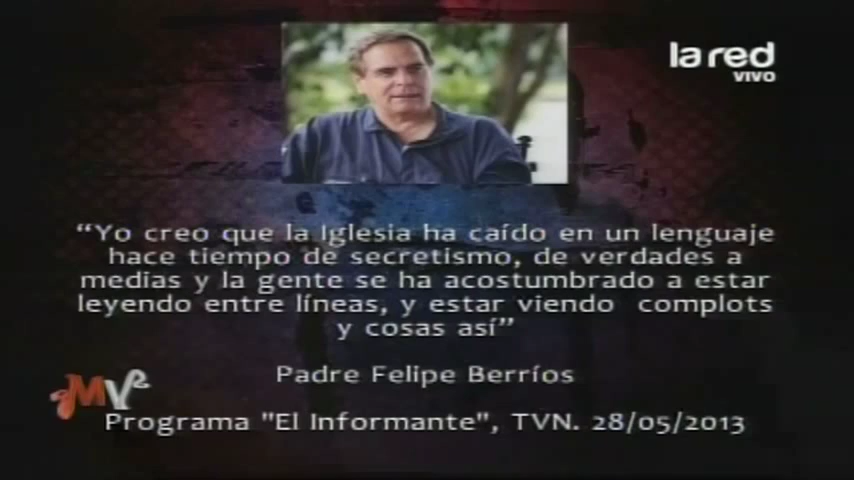 la red
VIVO
“Yo creo que la Iglesia ha caído en un lenguaje
hace tiempo de secretismo, de verdades a
medias y la gente se ha acostumbrado a estar
leyendo entre líneas, y estar viendo complots
y cosas así”
Padre Felipe Berríos
MV2
Programa "El Informante", TVN. 28/05/2013